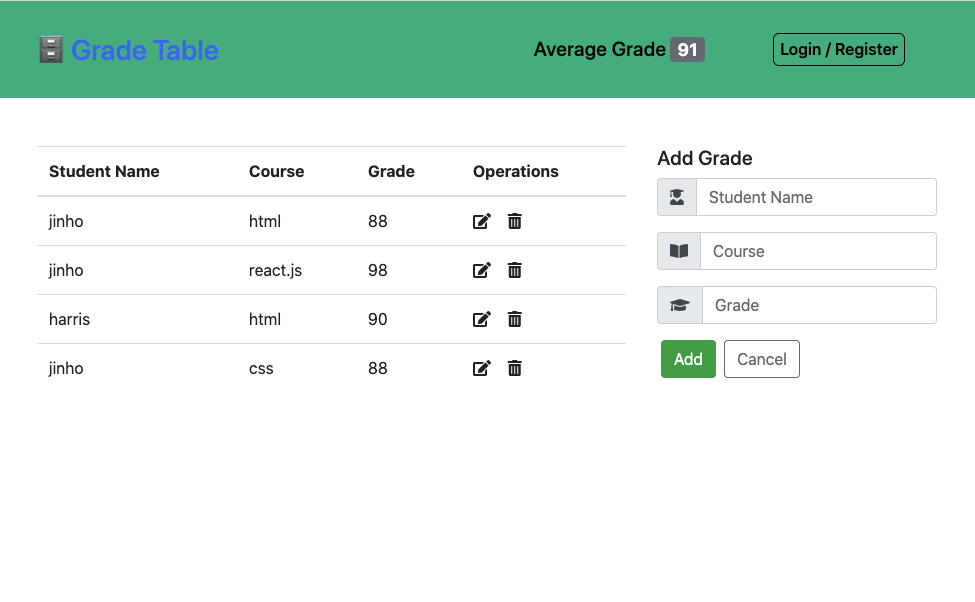 Grade Table
Average Grade 91
Login / Register
Student Name Course Grade Operations
jinho html 88
jinho react.js 98
harris html 90
jinho css 88
Add Grade
Student Name
Course
Grade
Add Cancel